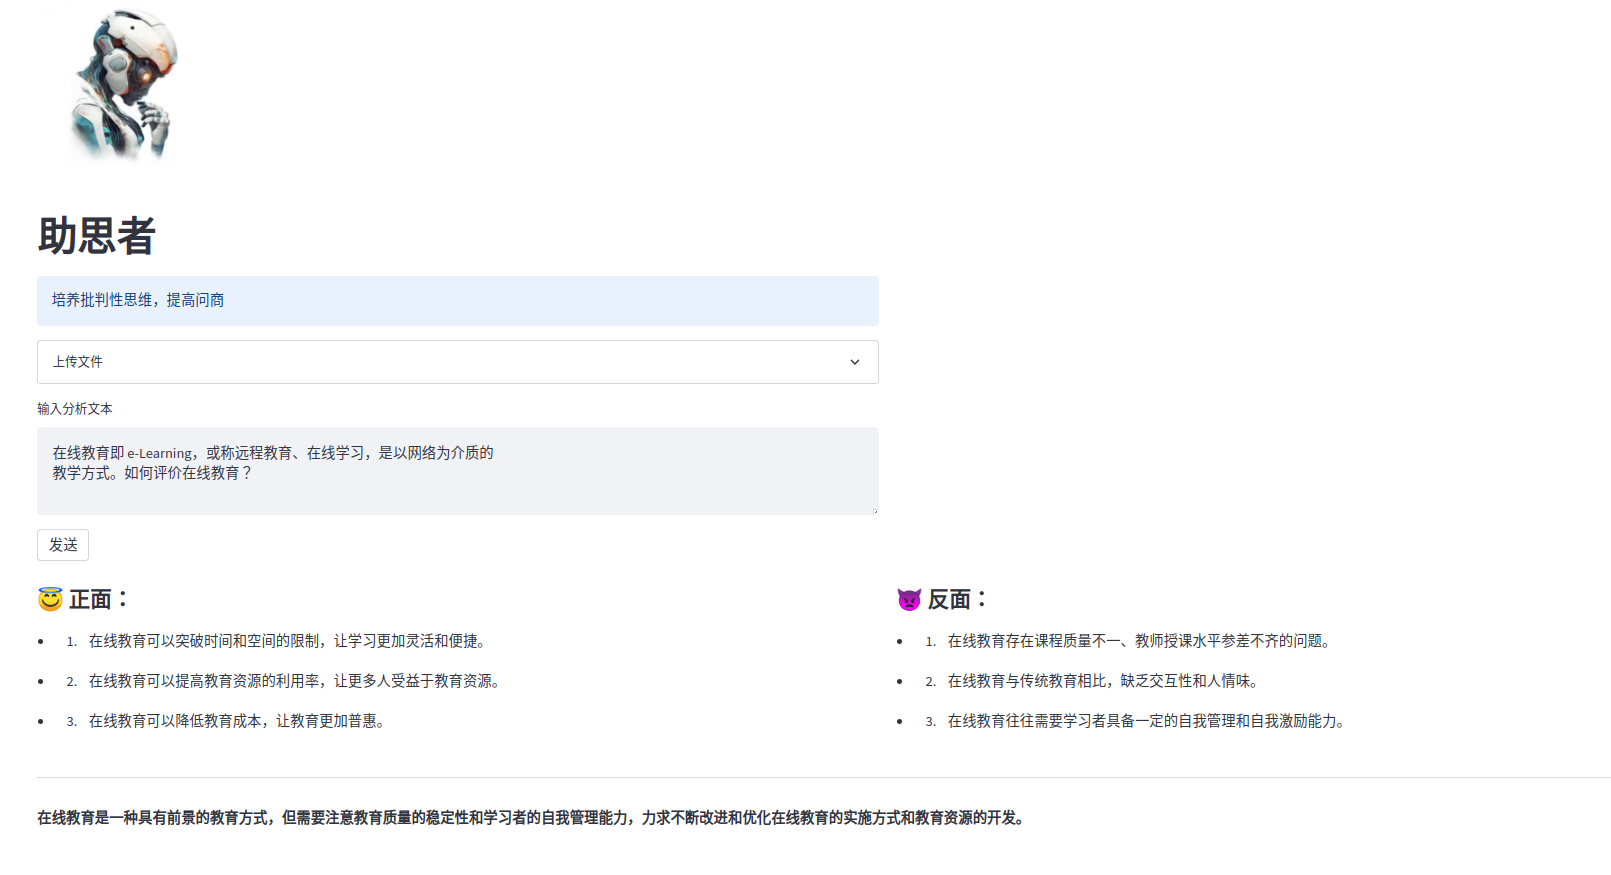 助思者
培养批判性思维，提高问商
上传文件
输入分析文本
在线教育即 e-Learning，或称远程教育、在线学习，是以网络为介质的
教学方式。如何评价在线教育？
发送
😇 正面：
1. 在线教育可以突破时间和空间的限制，让学习更加灵活和便捷。
2. 在线教育可以提高教育资源的利用率，让更多人受益于教育资源。
3. 在线教育可以降低教育成本，让教育更加普惠。
👿 反面：
1. 在线教育存在课程质量不一、教师授课水平参差不齐的问题。
2. 在线教育与传统教育相比，缺乏交互性和人情味。
3. 在线教育往往需要学习者具备一定的自我管理和自我激励能力。
在线教育是一种具有前景的教育方式，但需要注意教育质量的稳定性和学习者的自我管理能力，力求不断改进和优化在线教育的实施方式和教育资源的开发。